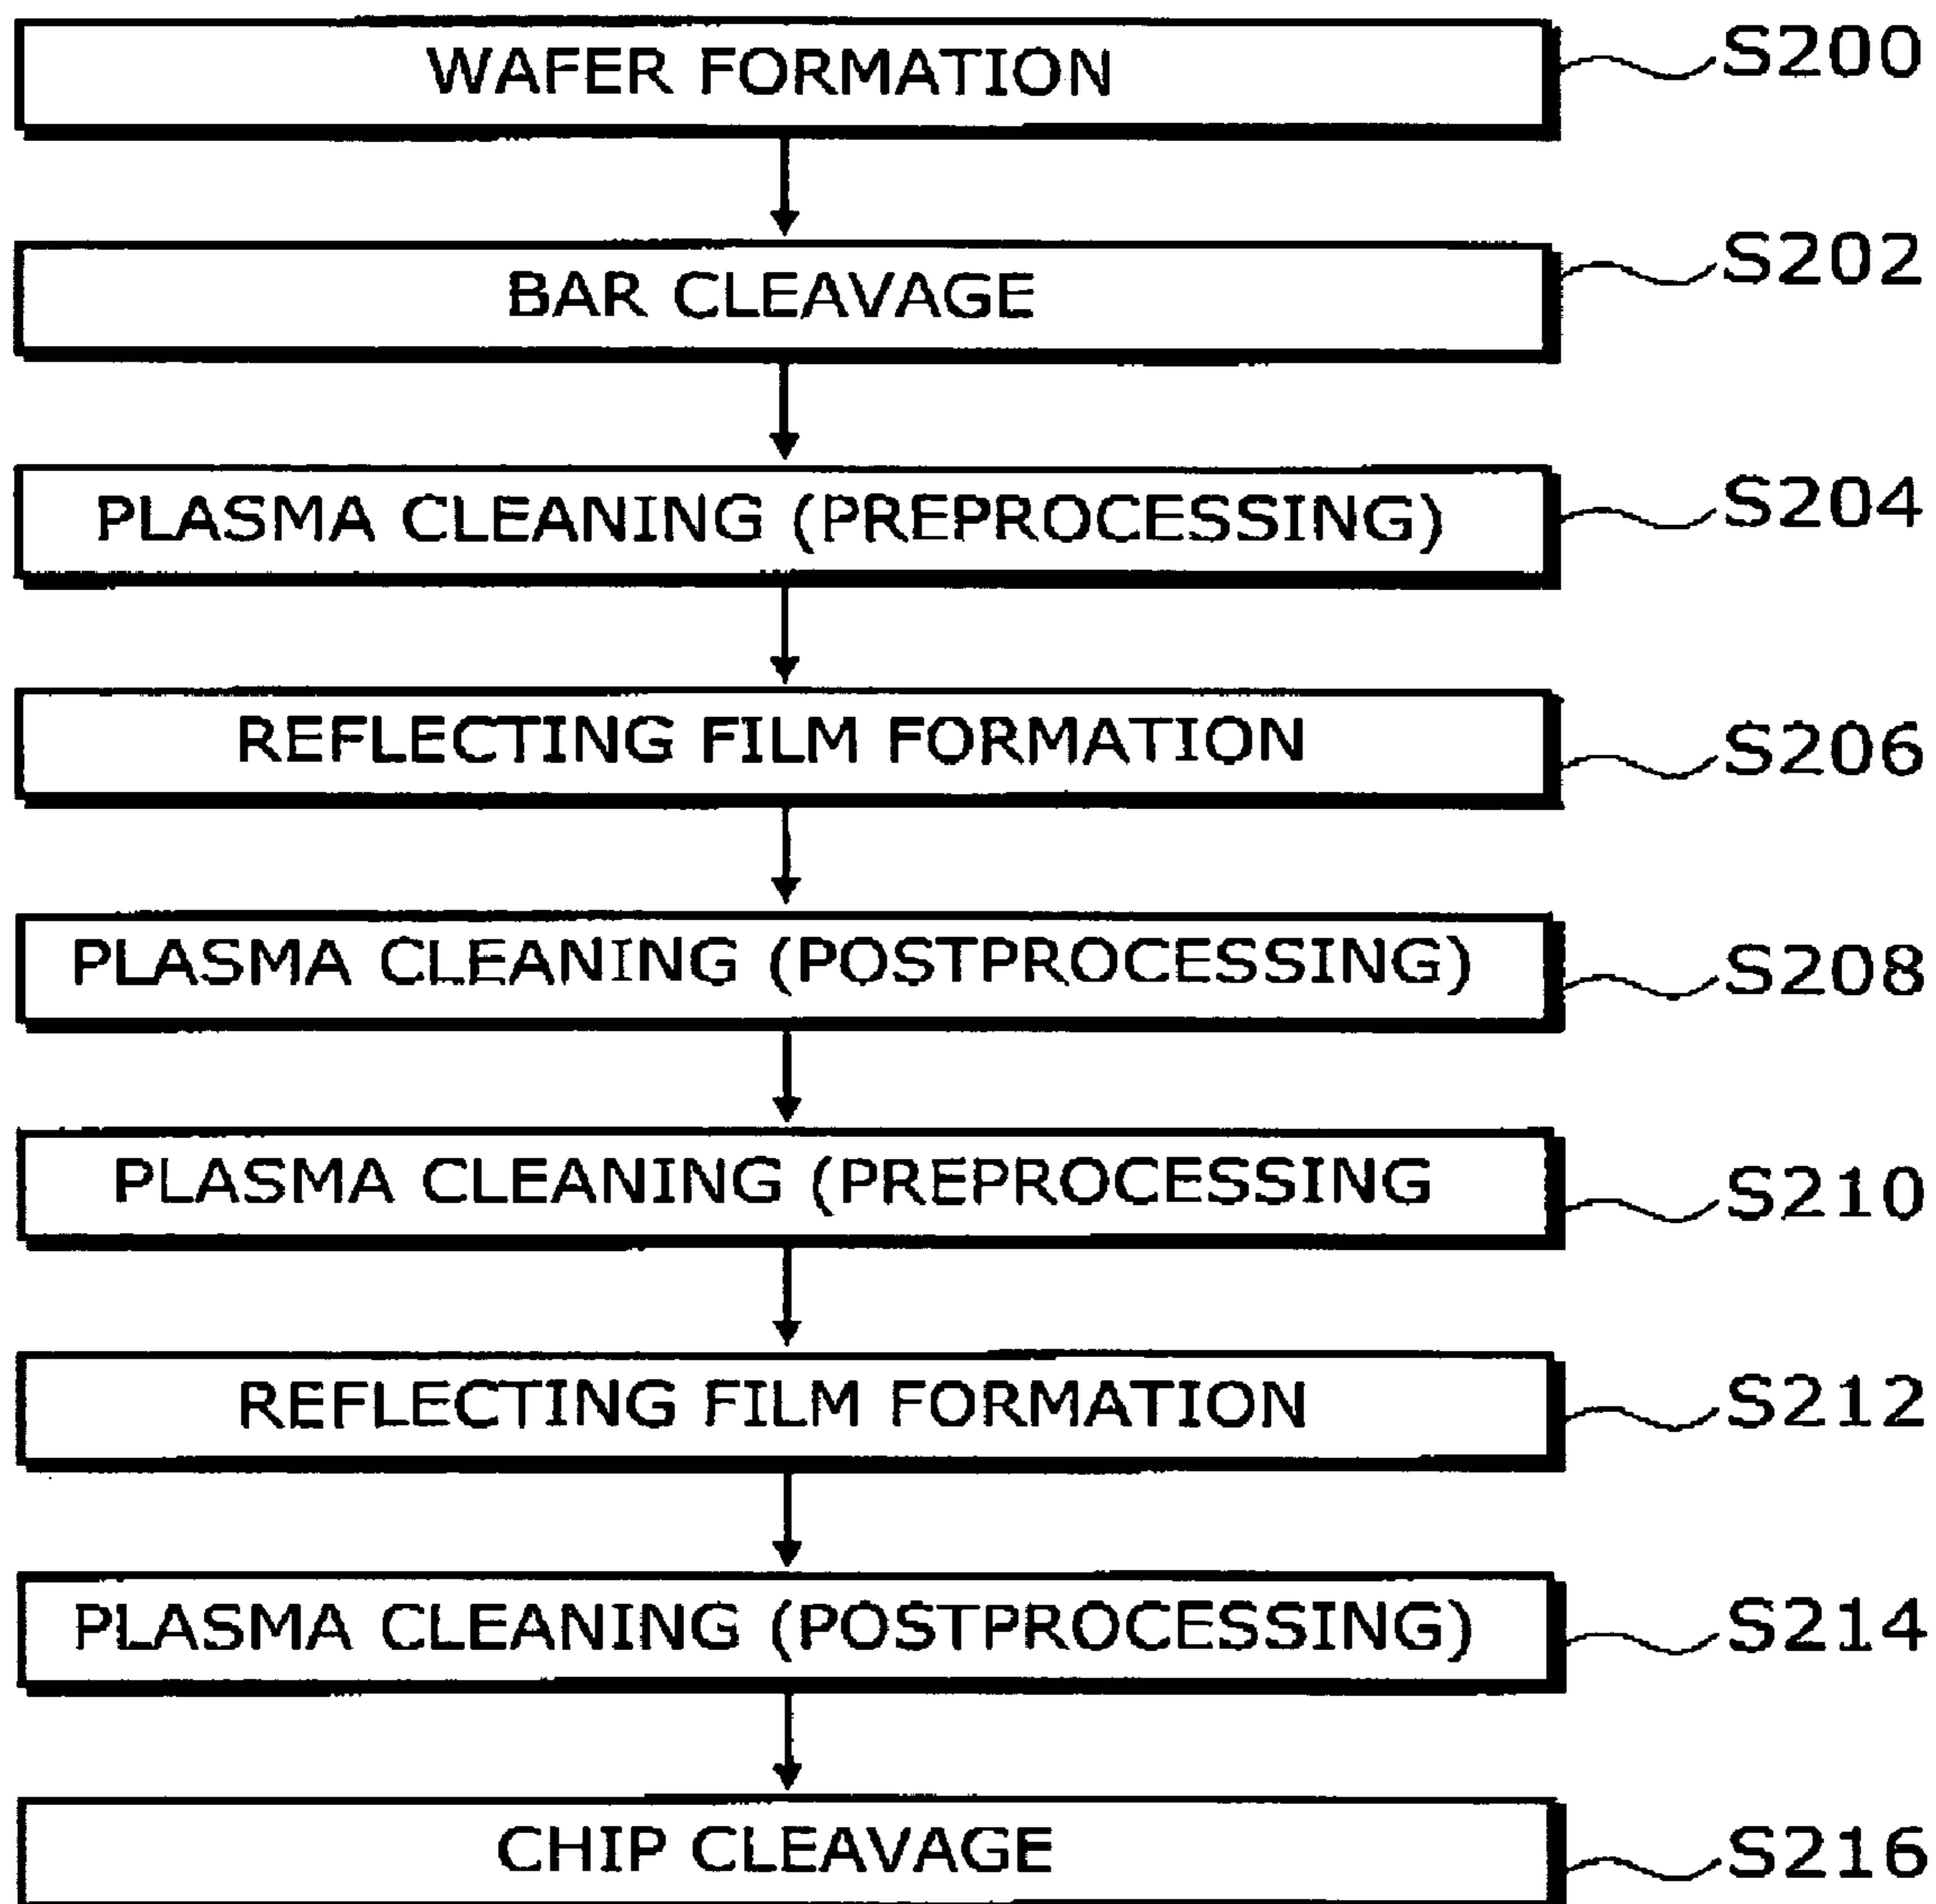 WAFER FORMATION S200
BAR CLEAVAGE S202
PLASMA CLEANING (PREPROCESSING) S204
REFLECTING FILM FORMATION S206
PLASMA CLEANING (POSTPROCESSING) S208
PLASMA CLEANING (PREPROCESSING S210
REFLECTING FILM FORMATION S212
PLASMA CLEANING (POSTPROCESSING) S214
CHIP CLEAVAGE S216